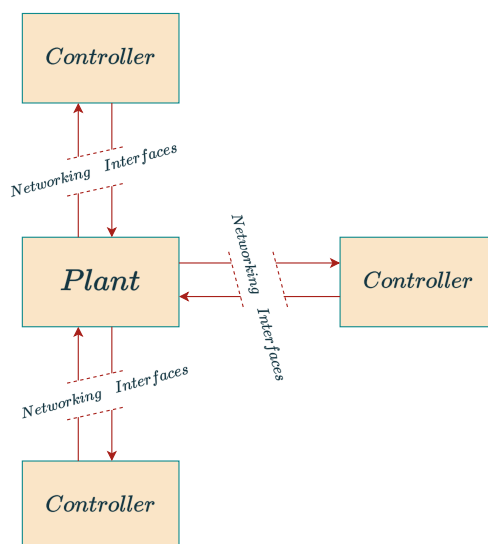 Controller
Networking Interfaces
Networking
Interfaces
Plant
Controller
Networking Interfaces
Controller